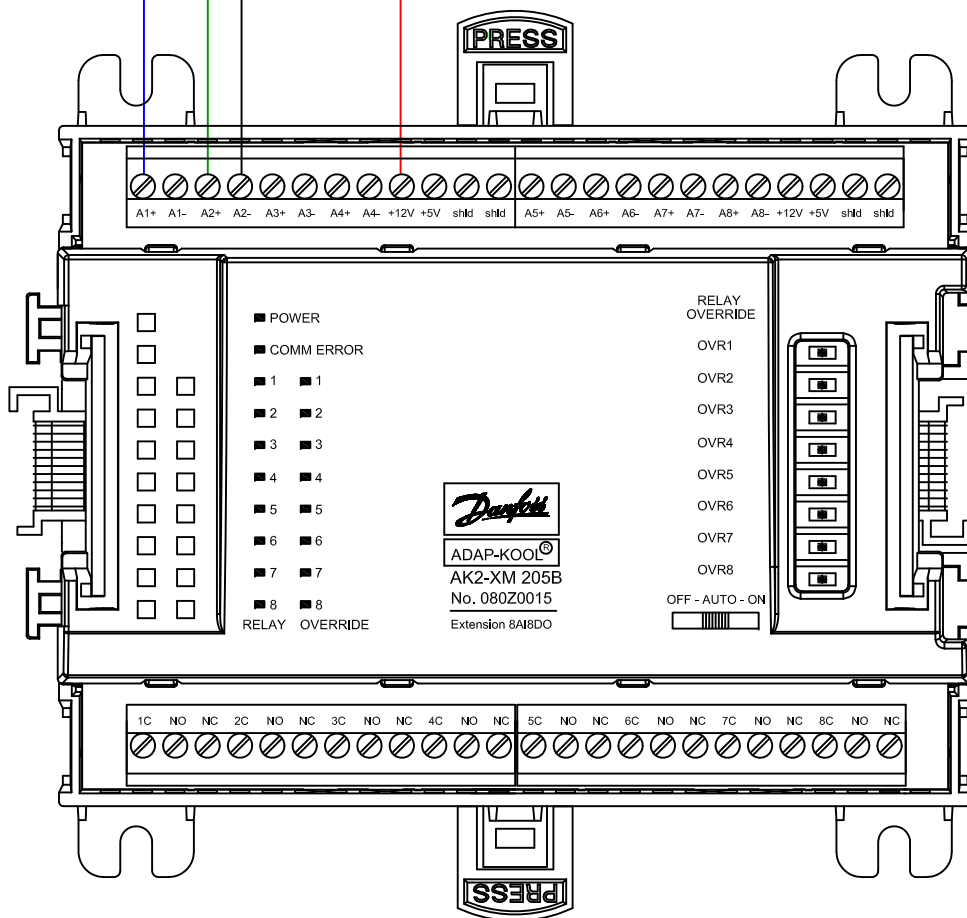 PRESS
A1+ A1- A2+ A2- A3+ A3- A4+ A4- +12V +5V shld shld A5+ A5- A6+ A6- A7+ A7- A8+ A8- +12V +5V shld shld
POWER
COMM ERROR
1 1
2 2
3 3
4 4
5 5
6 6
7 7
8 8
RELAY OVERRIDE
Danfoss
ADAP-KOOL®
AK2-XM 205B
No. 080Z0015
Extension 8AI8DO
RELAY
OVERRIDE
OVR1
OVR2
OVR3
OVR4
OVR5
OVR6
OVR7
OVR8
OFF - AUTO - ON
1C NO NC 2C NO NC 3C NO NC 4C NO NC 5C NO NC 6C NO NC 7C NO NC 8C NO NC
PRESS